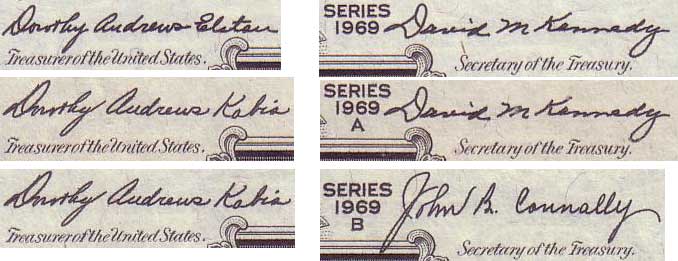 Dorothy Andrews Elston
Treasurer of the United States.
SERIES
1969
David M Kennedy
Secretary of the Treasury.
Dorothy Andrews Kabis
Treasurer of the United States.
SERIES
1969
A
David M Kennedy
Secretary of the Treasury.
Dorothy Andrews Kabis
Treasurer of the United States.
SERIES
1969
B
John B. Connally
Secretary of the Treasury.